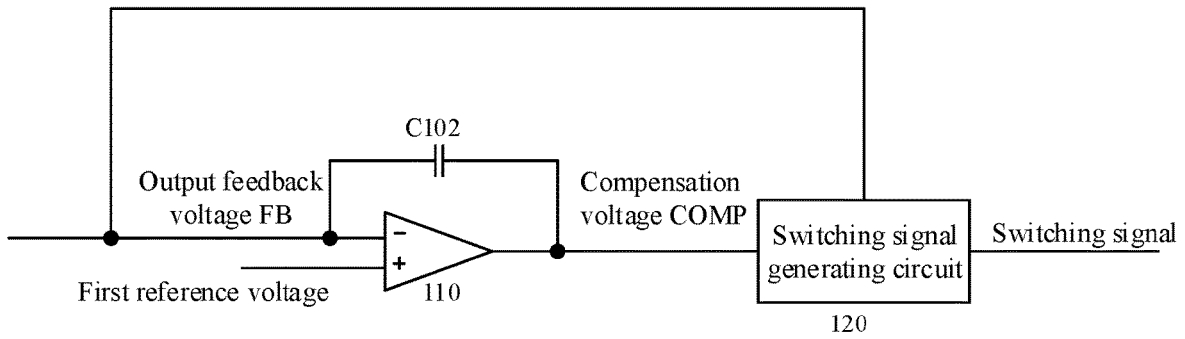 C102
Output feedback
voltage FB
Compensation
voltage COMP
−
+
First reference voltage
110
Switching signal
generating circuit
Switching signal
120